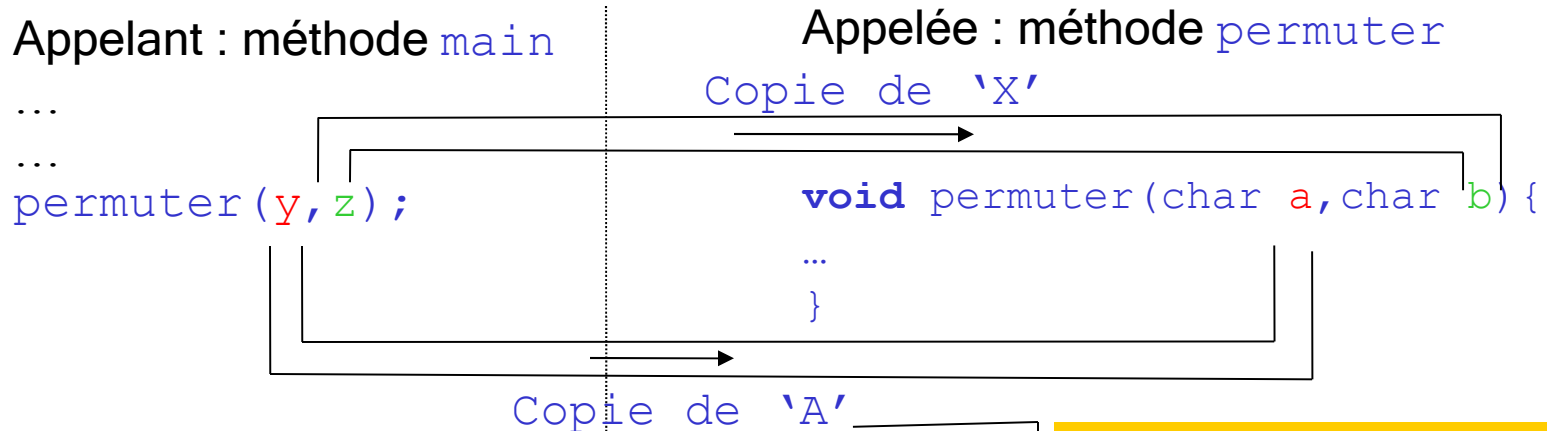 Appelant : méthode main
Appelée : méthode permuter
Copie de ‘X’
…
…
permuter(y,z);
void permuter(char a,char b){
…
}
Copie de ‘A’